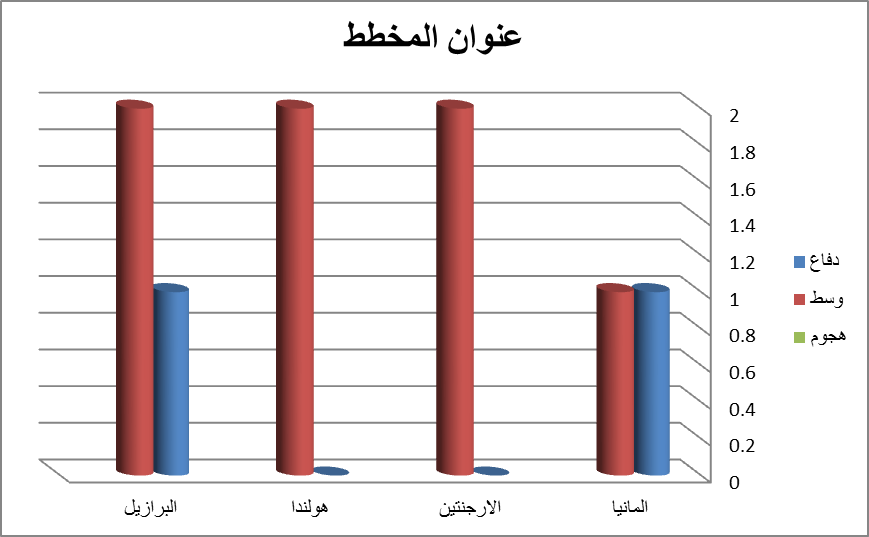 عنوان المخطط
2
1.8
1.6
1.4
1.2
1
0.8
0.6
0.4
0.2
0
دفاع
وسط
هجوم
المانيا الارجنتين هولندا البرازيل